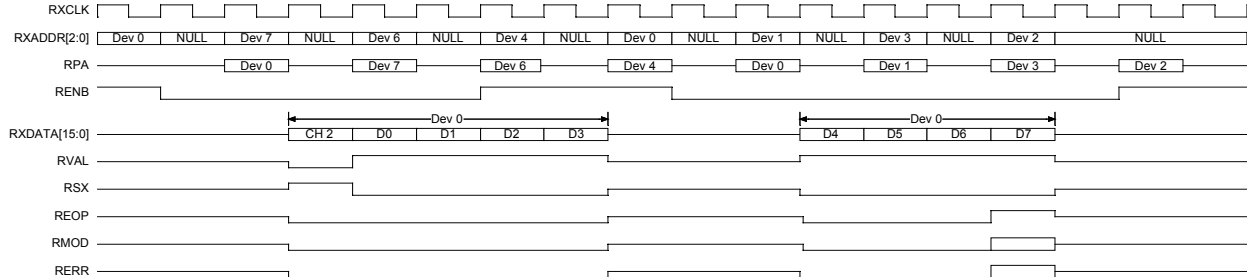 RXCLK
RXADDR[2:0] Dev 0 NULL Dev 7 NULL Dev 6 NULL Dev 4 NULL Dev 0 NULL Dev 1 NULL Dev 3 NULL Dev 2 NULL
RPA Dev 0 Dev 7 Dev 6 Dev 4 Dev 0 Dev 1 Dev 3 Dev 2
RENB
Dev 0 Dev 0
RXDATA[15:0] CH 2 D0 D1 D2 D3 D4 D5 D6 D7
RVAL
RSX
REOP
RMOD
RERR